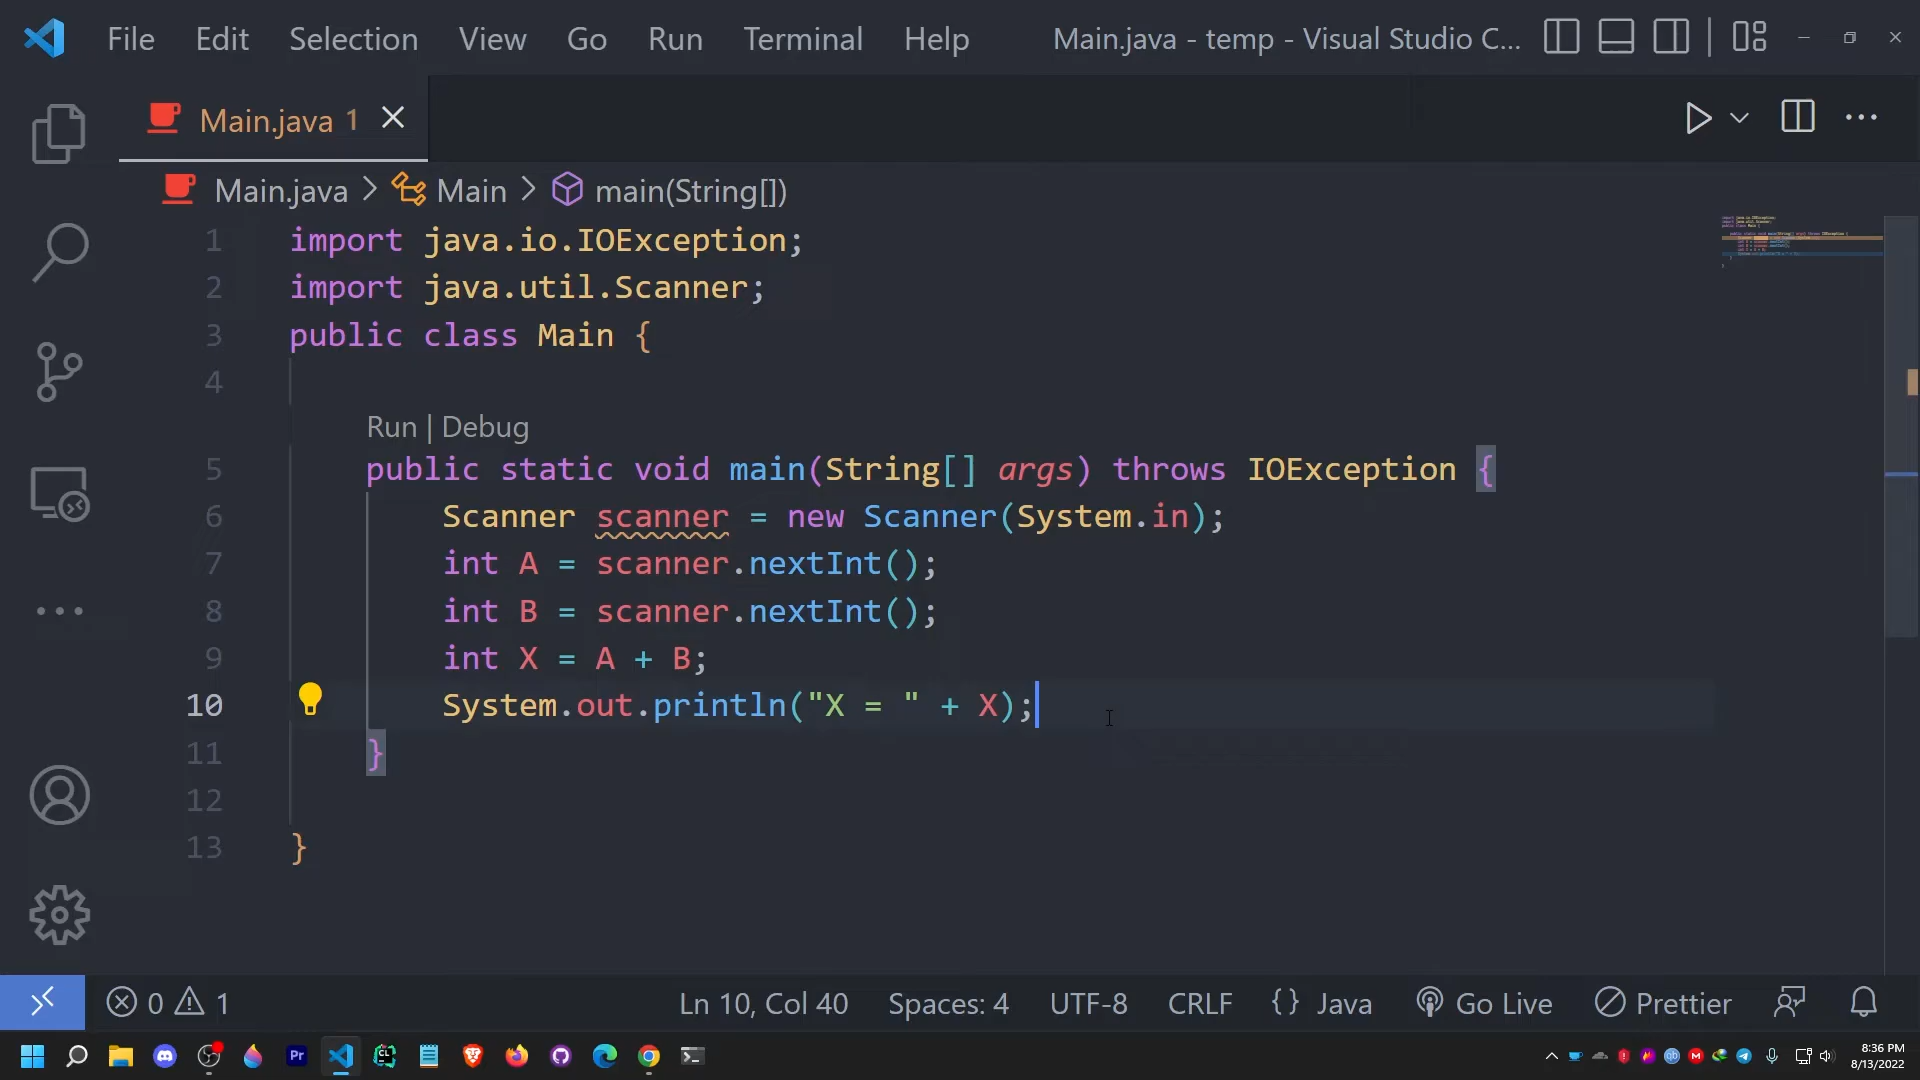 File Edit Selection View Go Run Terminal Help Main.java - temp - Visual Studio C...
Main.java 1
Main.java > Main > main(String[])
1 import java.io.IOException;
2 import java.util.Scanner;
3 public class Main {
4
Run | Debug
5 public static void main(String[] args) throws IOException {
6 Scanner scanner = new Scanner(System.in);
7 int A = scanner.nextInt();
8 int B = scanner.nextInt();
9 int X = A + B;
10 System.out.println("X = " + X);
11 }
12
13 }
0 1 Ln 10, Col 40 Spaces: 4 UTF-8 CRLF {} Java Go Live Prettier
Pr CL qb M 8:36 PM
8/13/2022